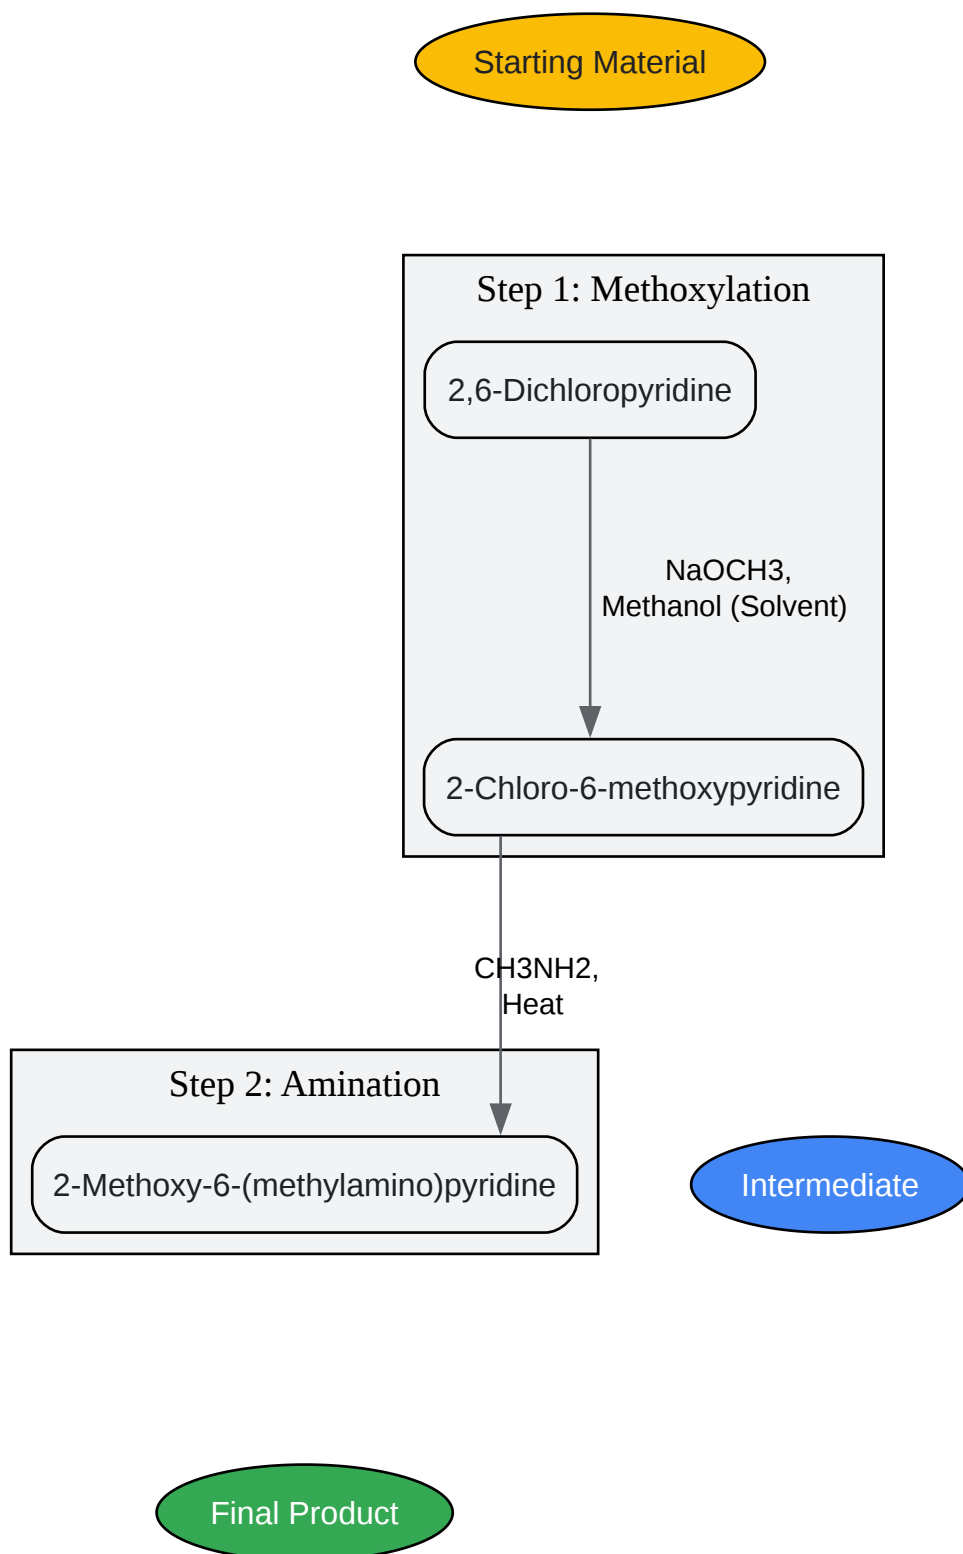 Starting Material
Step 1: Methoxylation
2,6-Dichloropyridine
NaOCH3,
Methanol (Solvent)
2-Chloro-6-methoxypyridine
CH3NH2,
Heat
Step 2: Amination
2-Methoxy-6-(methylamino)pyridine
Intermediate
Final Product